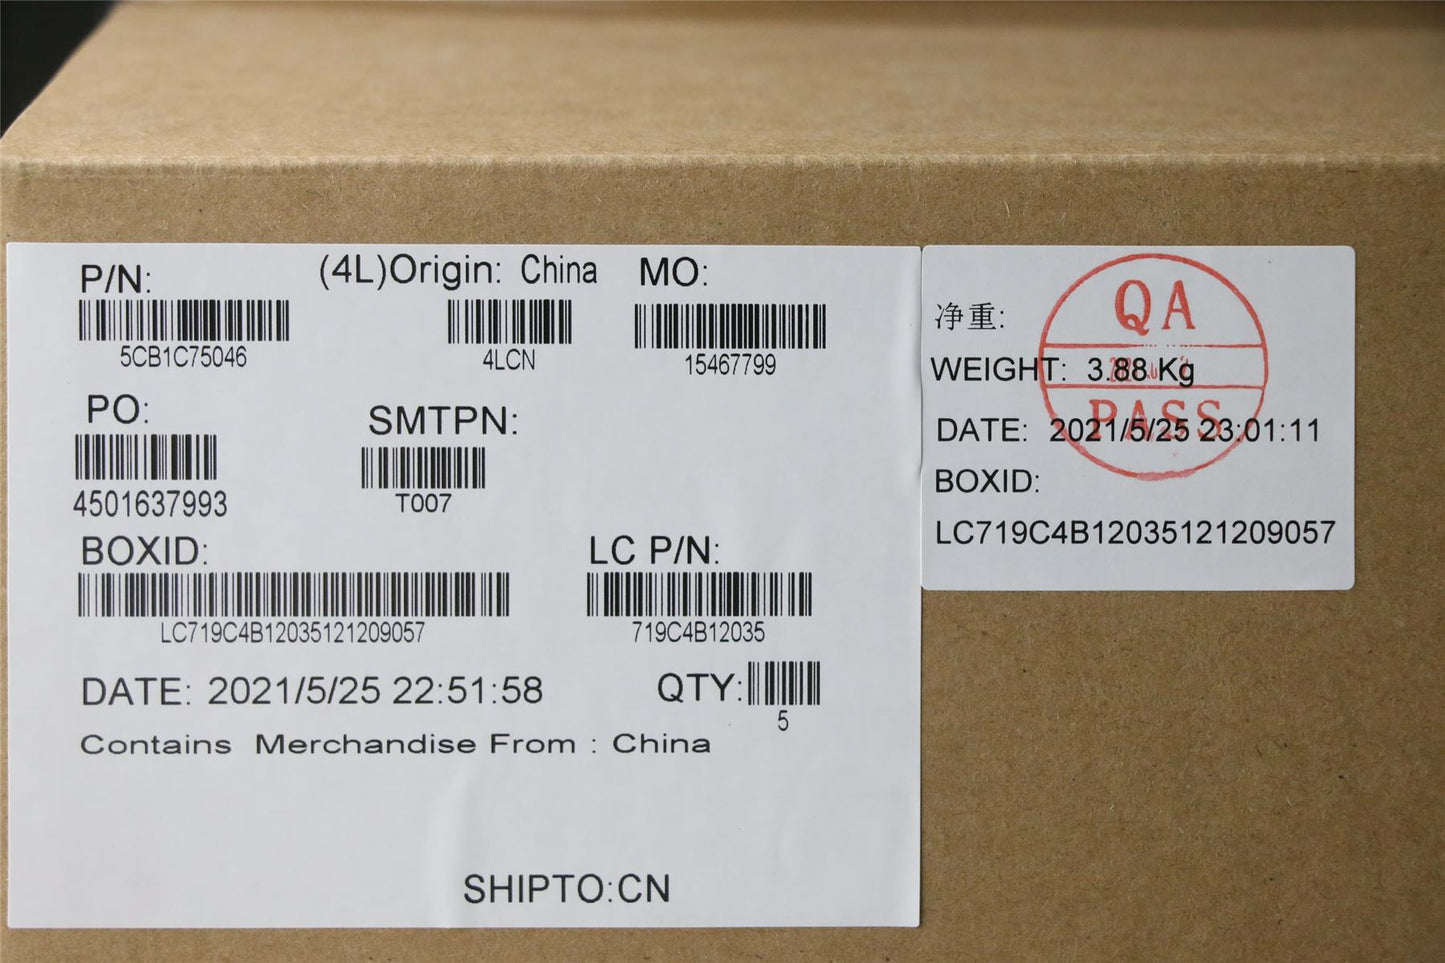 P/N: (4L)Origin: China MO:
5CB1C75046 4LCN 15467799
PO: SMTPN:
4501637993 T007
BOXID: LC P/N:
LC719C4B12035121209057 719C4B12035
DATE: 2021/5/25 22:51:58 QTY:
5
Contains Merchandise From : China
SHIPTO:CN
QA
净重:
WEIGHT: 3.88 Kg
PASS
DATE: 2021/5/25 23:01:11
BOXID:
LC719C4B12035121209057